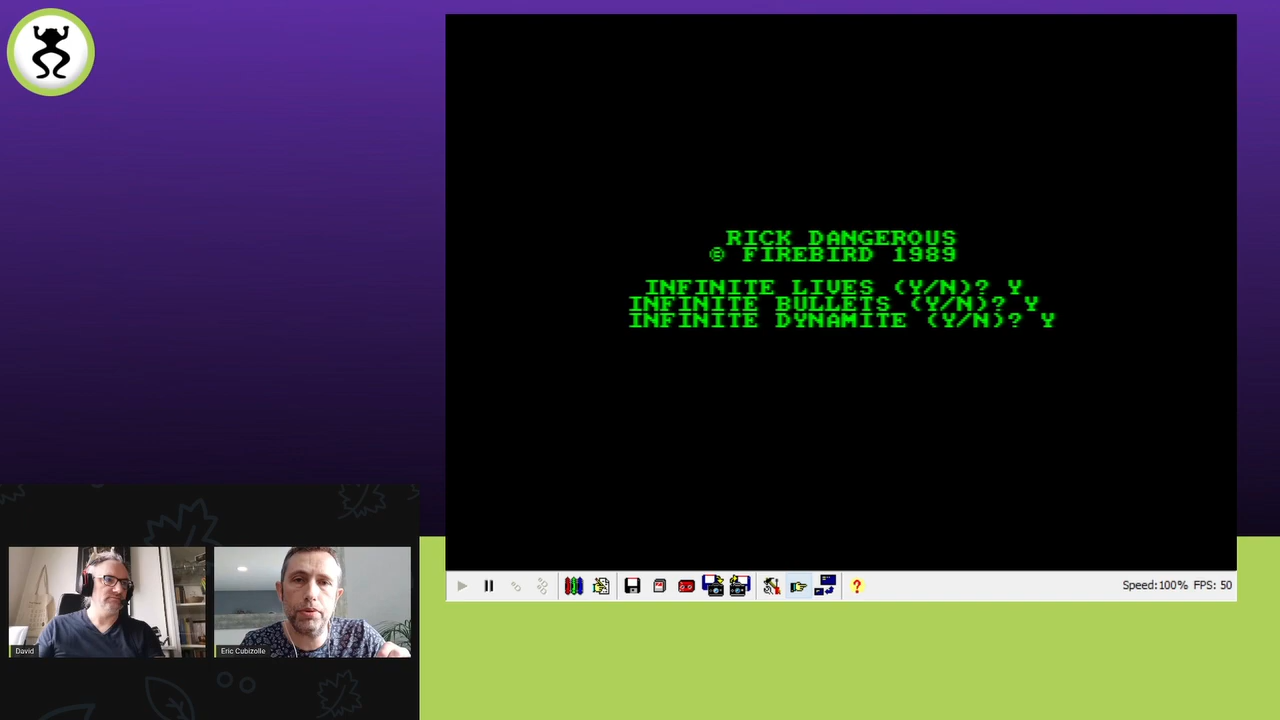 RICK DANGEROUS
© FIREBIRD 1989
INFINITE LIVES (Y/N)? Y
INFINITE BULLETS (Y/N)? Y
INFINITE DYNAMITE (Y/N)? Y
Speed:100% FPS: 50
David
Eric Cubizolle